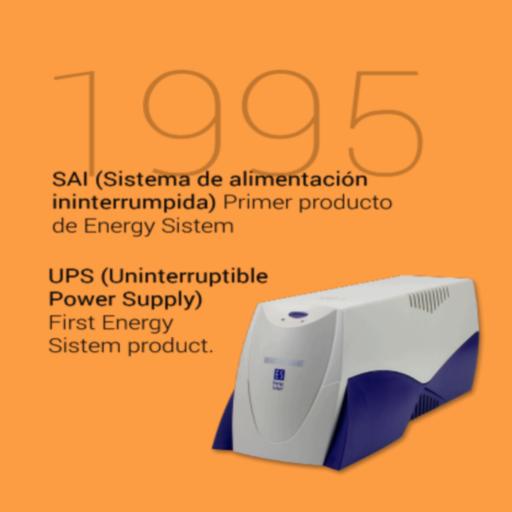 1995
SAI (Sistema de alimentación
ininterrumpida) Primer producto
de Energy Sistem
UPS (Uninterruptible
Power Supply)
First Energy
Sistem product.
ES